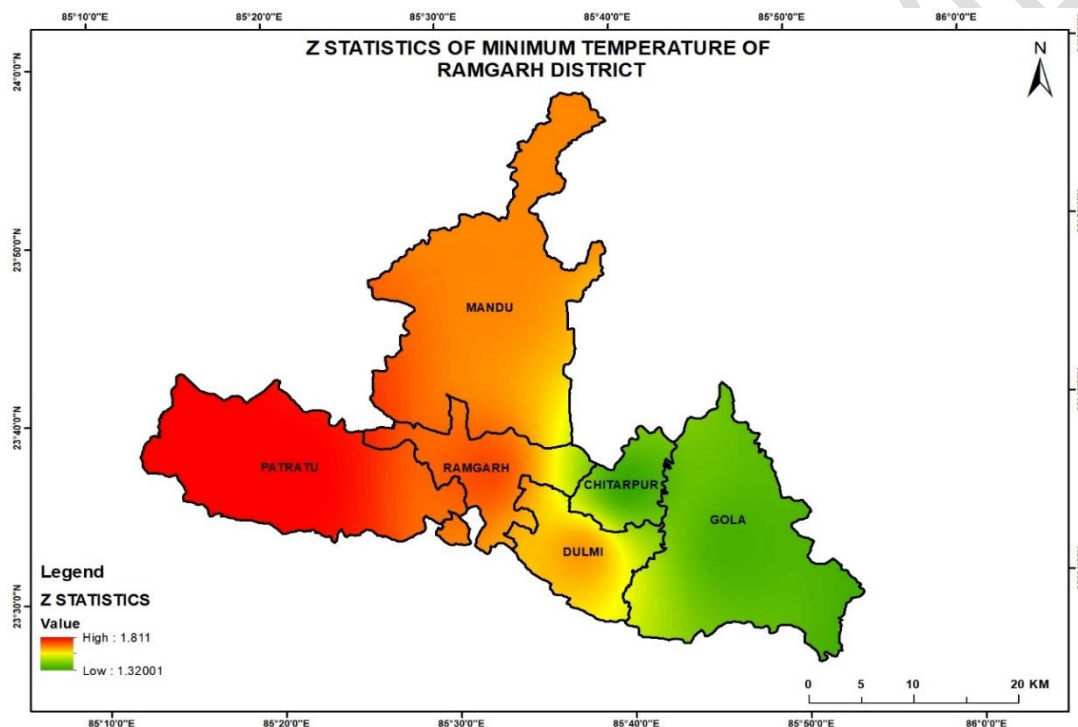 85°10'0"E 85°20'0"E 85°30'0"E 85°40'0"E 85°50'0"E 86°0'0"E
Z STATISTICS OF MINIMUM TEMPERATURE OF
RAMGARH DISTRICT
N
24°0'0"N
23°50'0"N
MANDU
23°40'0"N
PATRATU
RAMGARH
CHITARPUR
GOLA
DULMI
23°30'0"N
Legend
Z STATISTICS
Value
High : 1.811
Low : 1.32001
0 5 10 20 KM
85°10'0"E 85°20'0"E 85°30'0"E 85°40'0"E 85°50'0"E 86°0'0"E